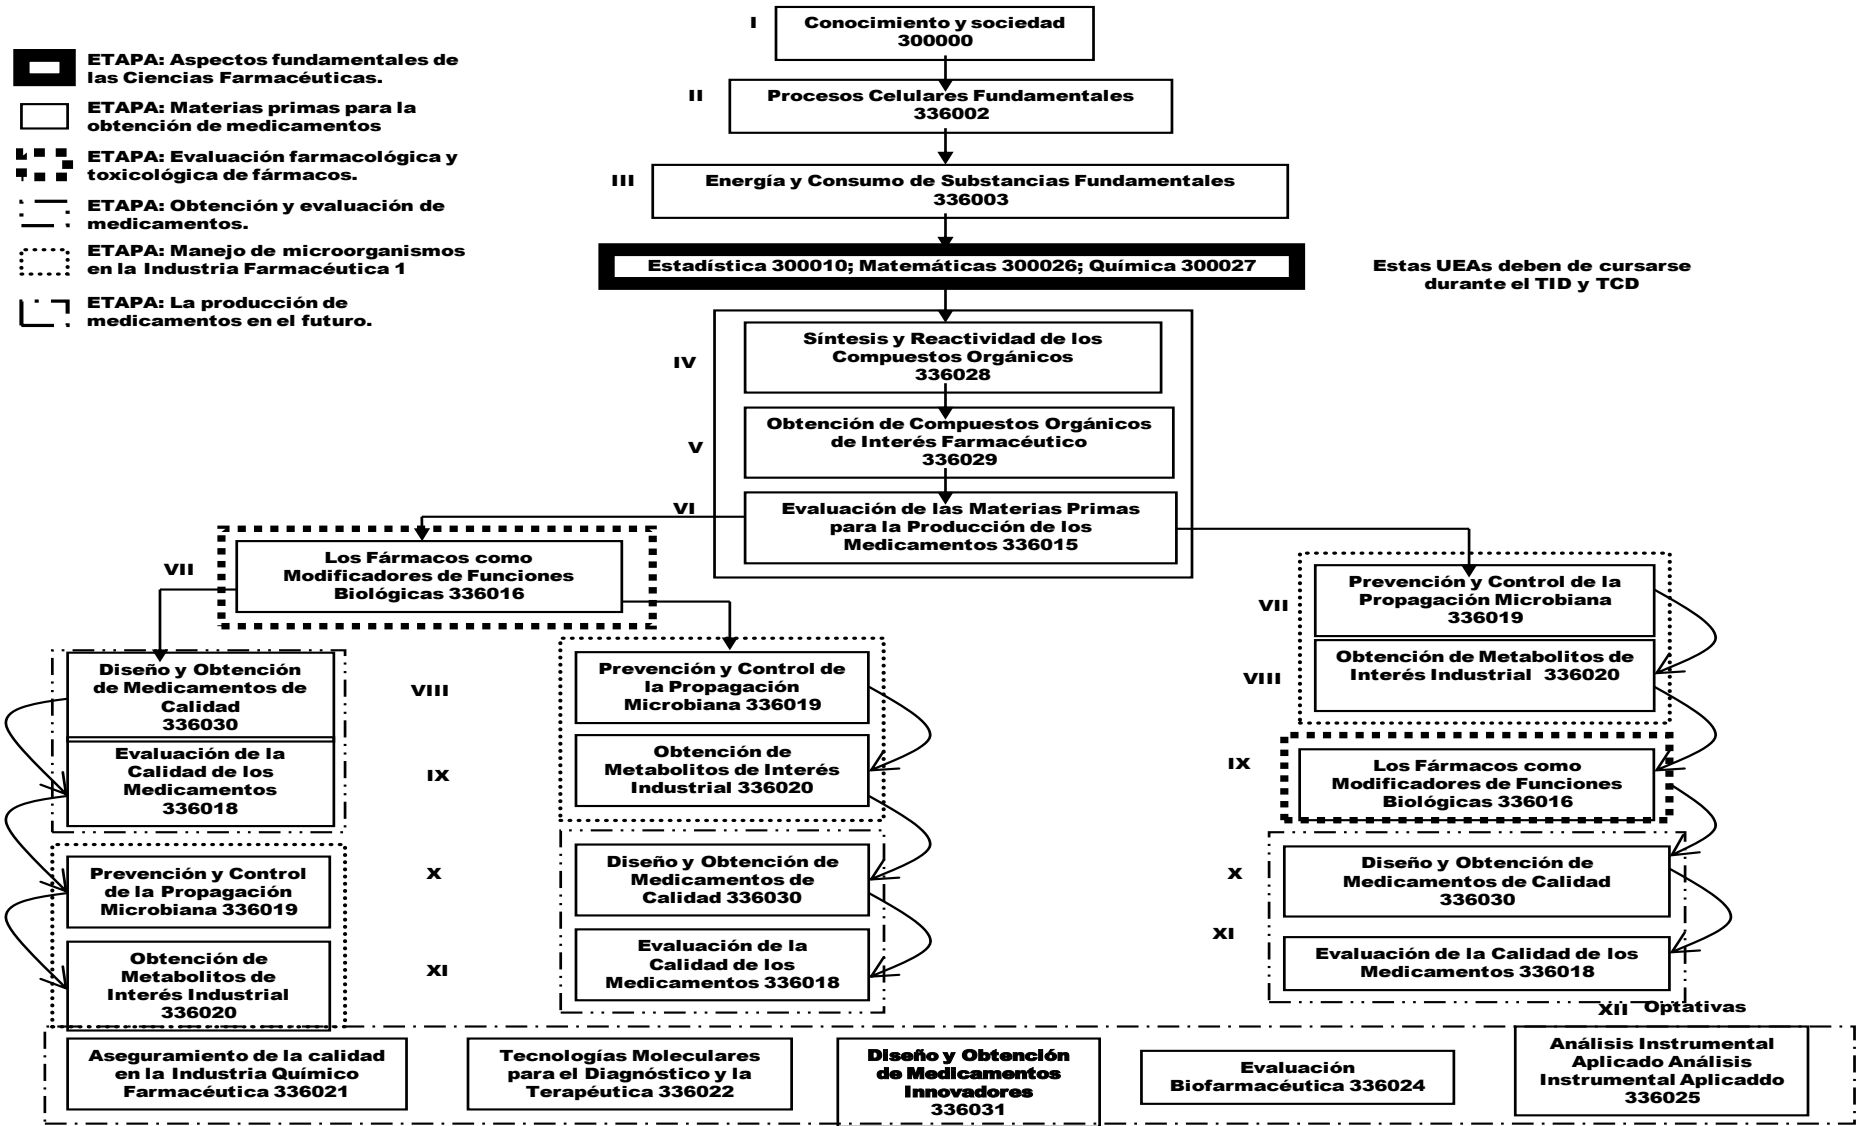 I
Conocimiento y sociedad
300000
ETAPA: Aspectos fundamentales de
las Ciencias Farmacéuticas.
ETAPA: Materias primas para la
obtención de medicamentos
ETAPA: Evaluación farmacológica y
toxicológica de fármacos.
ETAPA: Obtención y evaluación de
medicamentos.
ETAPA: Manejo de microorganismos
en la Industria Farmacéutica 1
ETAPA: La producción de
medicamentos en el futuro.
II
Procesos Celulares Fundamentales
336002
III
Energía y Consumo de Substancias Fundamentales
336003
Estadística 300010; Matemáticas 300026; Química 300027
Estas UEAs deben de cursarse
durante el TID y TCD
IV
Síntesis y Reactividad de los
Compuestos Orgánicos
336028
V
Obtención de Compuestos Orgánicos
de Interés Farmacéutico
336029
VI
Evaluación de las Materias Primas
para la Producción de los
Medicamentos 336015
VII
Los Fármacos como
Modificadores de Funciones
Biológicas 336016
Diseño y Obtención
de Medicamentos de
Calidad
336030
Evaluación de la
Calidad de los
Medicamentos
336018
Prevención y Control
de la Propagación
Microbiana 336019
Obtención de
Metabolitos de
Interés Industrial
336020
VIII
Prevención y Control de
la Propagación
Microbiana 336019
IX
Obtención de
Metabolitos de Interés
Industrial 336020
X
Diseño y Obtención de
Medicamentos de
Calidad 336030
XI
Evaluación de la
Calidad de los
Medicamentos 336018
VII
Prevención y Control de la
Propagación Microbiana
336019
VIII
Obtención de Metabolitos de
Interés Industrial 336020
IX
Los Fármacos como
Modificadores de Funciones
Biológicas 336016
X
Diseño y Obtención de
Medicamentos de Calidad
336030
XI
Evaluación de la Calidad de los
Medicamentos 336018
XII Optativas
Aseguramiento de la calidad
en la Industria Químico
Farmacéutica 336021
Tecnologías Moleculares
para el Diagnóstico y la
Terapéutica 336022
Diseño y Obtención
de Medicamentos
Innovadores
336031
Evaluación
Biofarmacéutica 336024
Análisis Instrumental
Aplicado Análisis
Instrumental Aplicaddo
336025